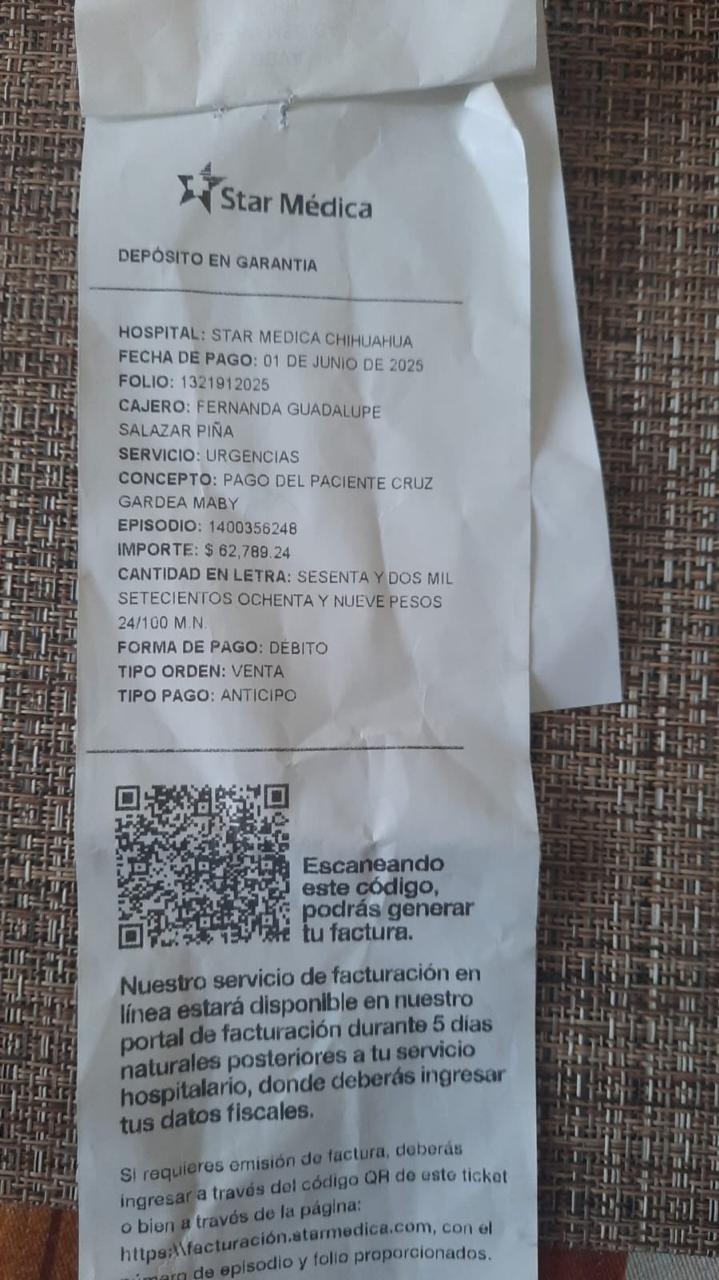 Star Médica
DEPÓSITO EN GARANTIA
HOSPITAL: STAR MEDICA CHIHUAHUA
FECHA DE PAGO: 01 DE JUNIO DE 2025
FOLIO: 1321912025
CAJERO: FERNANDA GUADALUPE
SALAZAR PIÑA
SERVICIO: URGENCIAS
CONCEPTO: PAGO DEL PACIENTE CRUZ
GARDEA MABY
EPISODIO: 1400356248
IMPORTE: $ 62,789.24
CANTIDAD EN LETRA: SESENTA Y DOS MIL
SETECIENTOS OCHENTA Y NUEVE PESOS
24/100 M.N.
FORMA DE PAGO: DÉBITO
TIPO ORDEN: VENTA
TIPO PAGO: ANTICIPO
Escaneando
este código,
podrás generar
tu factura.
Nuestro servicio de facturación en
línea estará disponible en nuestro
portal de facturación durante 5 días
naturales posteriores a tu servicio
hospitalario, donde deberás ingresar
tus datos fiscales.
Si requieres emisión de factura, deberás
ingresar a través del código QR de este ticket
o bien a través de la página:
https:\\facturación.starmedica.com, con el
de episodio y folio proporcionados.